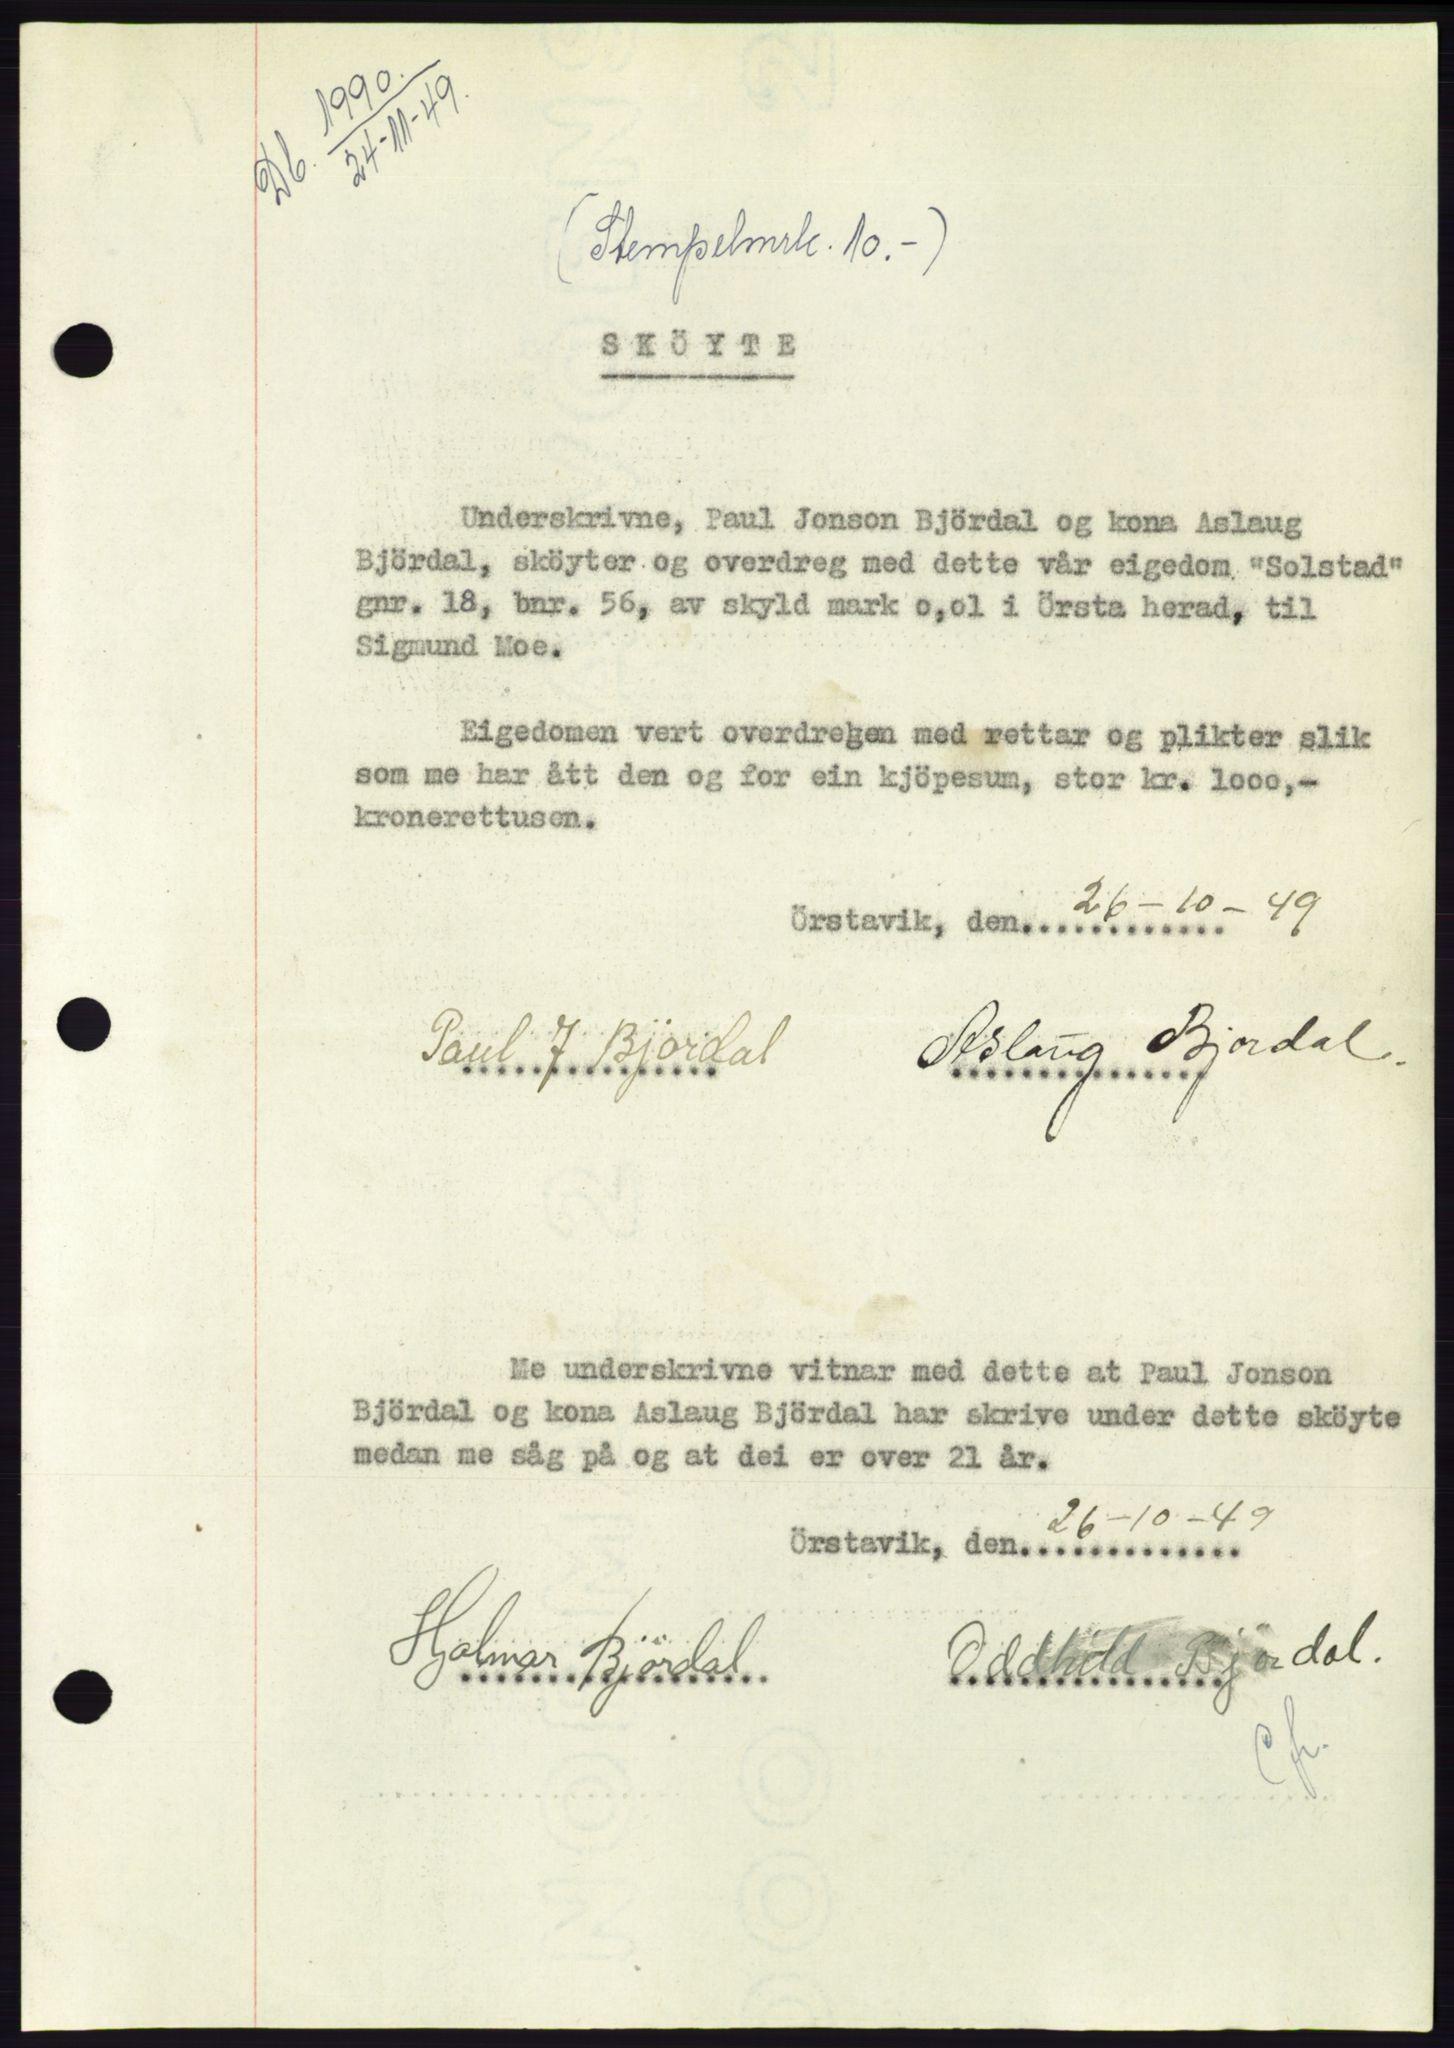 Db. 1990.
24-11-49.
(Stempelmrk. 10.-)
SKÖYTE
Underskrivne, Paul Jonson Björdal og kona Aslaug
Björdal, sköyter og overdreg med dette vår eigedom "Solstad"
gnr. 18, bnr. 56, av skyld mark o,ol i Örsta herad, til
Sigmund Moe.
Eigedomen vert overdregen med rettar og plikter slik
som me har ått den og for ein kjöpesum, stor kr. looo,-
kronerettusen.
Örstavik, den............. 26-10-49
Paul J Björdal Aslaug Bjordal.
Me underskrivne vitnar med dette at Paul Jonson
Björdal og kona Aslaug Björdal har skrive under dette sköyte
medan me såg på og at dei er over 21 år.
Örstavik, den.............. 26-10-49
Hjalmar Björdal Oddhild Björdal.